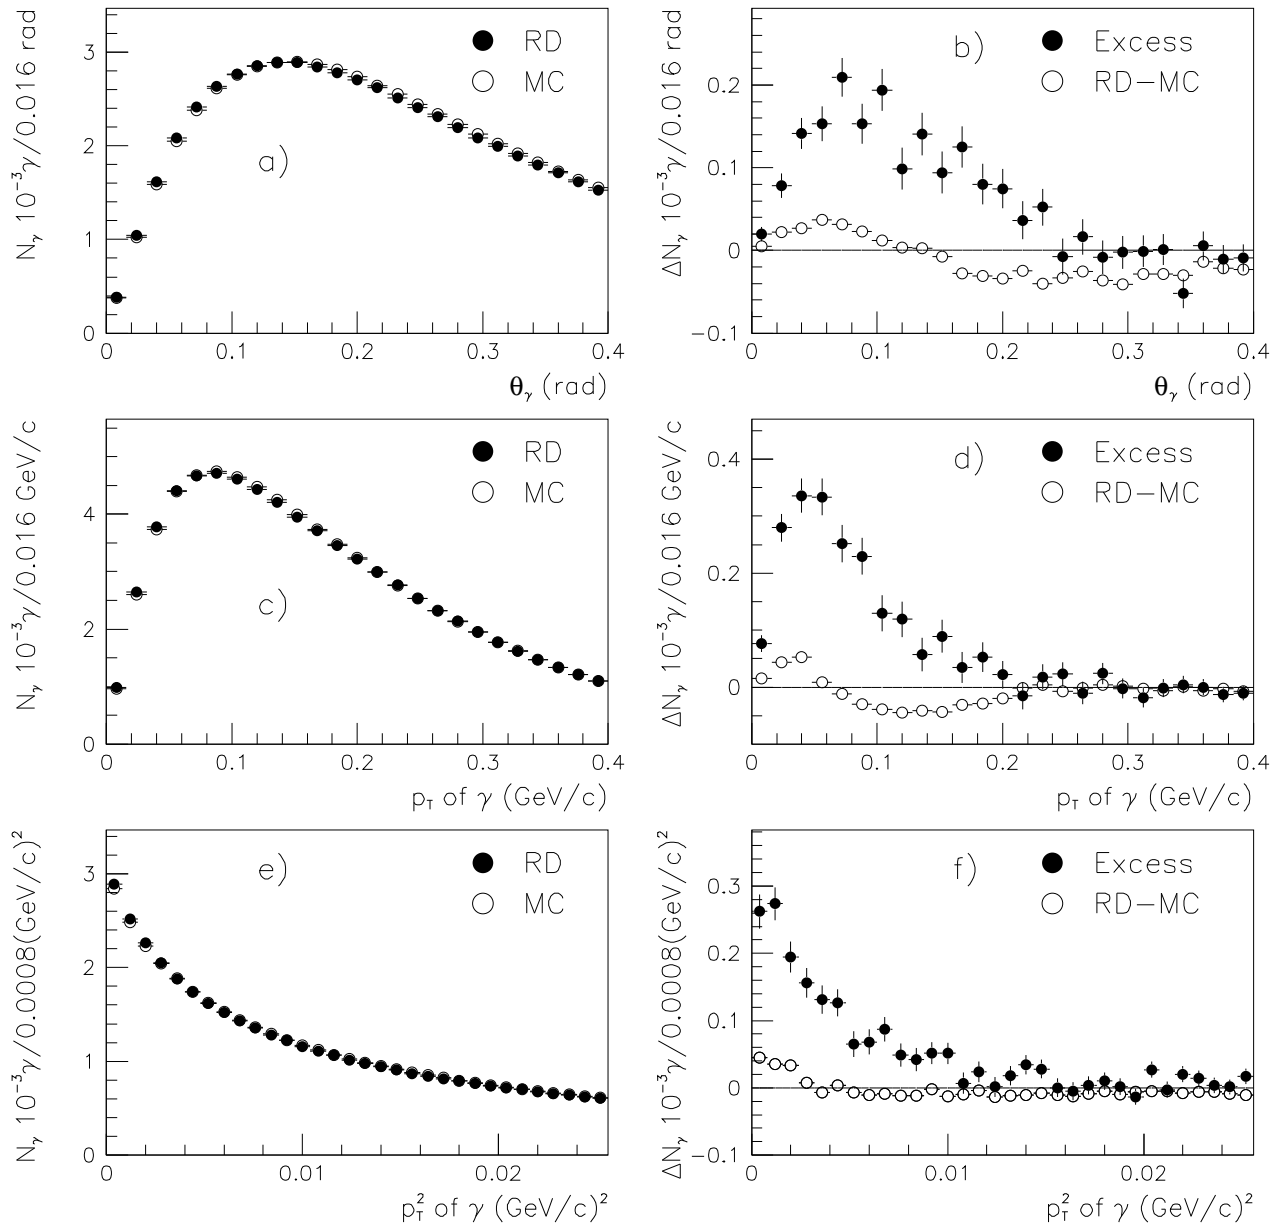 N_γ 10^−3γ/0.016 rad
3
2
1
0
a)
RD
MC
0 0.1 0.2 0.3 0.4
θ_γ (rad)
ΔN_γ 10^−3γ/0.016 rad
0.2
0.1
0
−0.1
b)
Excess
RD−MC
0 0.1 0.2 0.3 0.4
θ_γ (rad)
N_γ 10^−3γ/0.016 GeV/c
4
2
0
c)
RD
MC
0 0.1 0.2 0.3 0.4
p_T of γ (GeV/c)
ΔN_γ 10^−3γ/0.016 GeV/c
0.4
0.2
0
d)
Excess
RD−MC
0 0.1 0.2 0.3 0.4
p_T of γ (GeV/c)
N_γ 10^−3γ/0.0008(GeV/c)^2
3
2
1
0
e)
RD
MC
0 0.01 0.02
p_T^2 of γ (GeV/c)^2
ΔN_γ 10^−3γ/0.0008(GeV/c)^2
0.3
0.2
0.1
0
−0.1
f)
Excess
RD−MC
0 0.01 0.02
p_T^2 of γ (GeV/c)^2